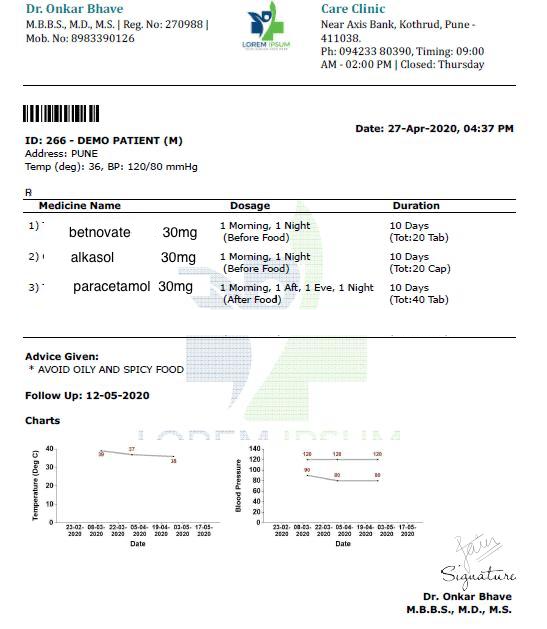 Dr. Onkar Bhave
M.B.B.S., M.D., M.S. | Reg. No: 270988 |
Mob. No: 8983390126
LOREM IPSUM
Care Clinic
Near Axis Bank, Kothrud, Pune -
411038.
Ph: 094233 80390, Timing: 09:00
AM - 02:00 PM | Closed: Thursday
Date: 27-Apr-2020, 04:37 PM
ID: 266 - DEMO PATIENT (M)
Address: PUNE
Temp (deg): 36, BP: 120/80 mmHg
R
Medicine Name Dosage Duration
1) betnovate 30mg 1 Morning, 1 Night 10 Days
(Before Food) (Tot:20 Tab)
2) alkasol 30mg 1 Morning, 1 Night 10 Days
(Before Food) (Tot:20 Cap)
3) paracetamol 30mg 1 Morning, 1 Aft, 1 Eve, 1 Night 10 Days
(After Food) (Tot:40 Tab)
Advice Given:
* AVOID OILY AND SPICY FOOD
Follow Up: 12-05-2020
LOREM IPSUM
Charts
Temperature (Deg C)
40
30
20
10
0
39 37 36
23-02-2020 08-03-2020 22-03-2020 05-04-2020 19-04-2020 03-05-2020 17-05-2020
Date
Blood Pressure
140
120
100
80
60
40
20
0
120 120 120
90 80 80
23-02-2020 08-03-2020 22-03-2020 05-04-2020 19-04-2020 03-05-2020 17-05-2020
Date
Signature
Dr. Onkar Bhave
M.B.B.S., M.D., M.S.